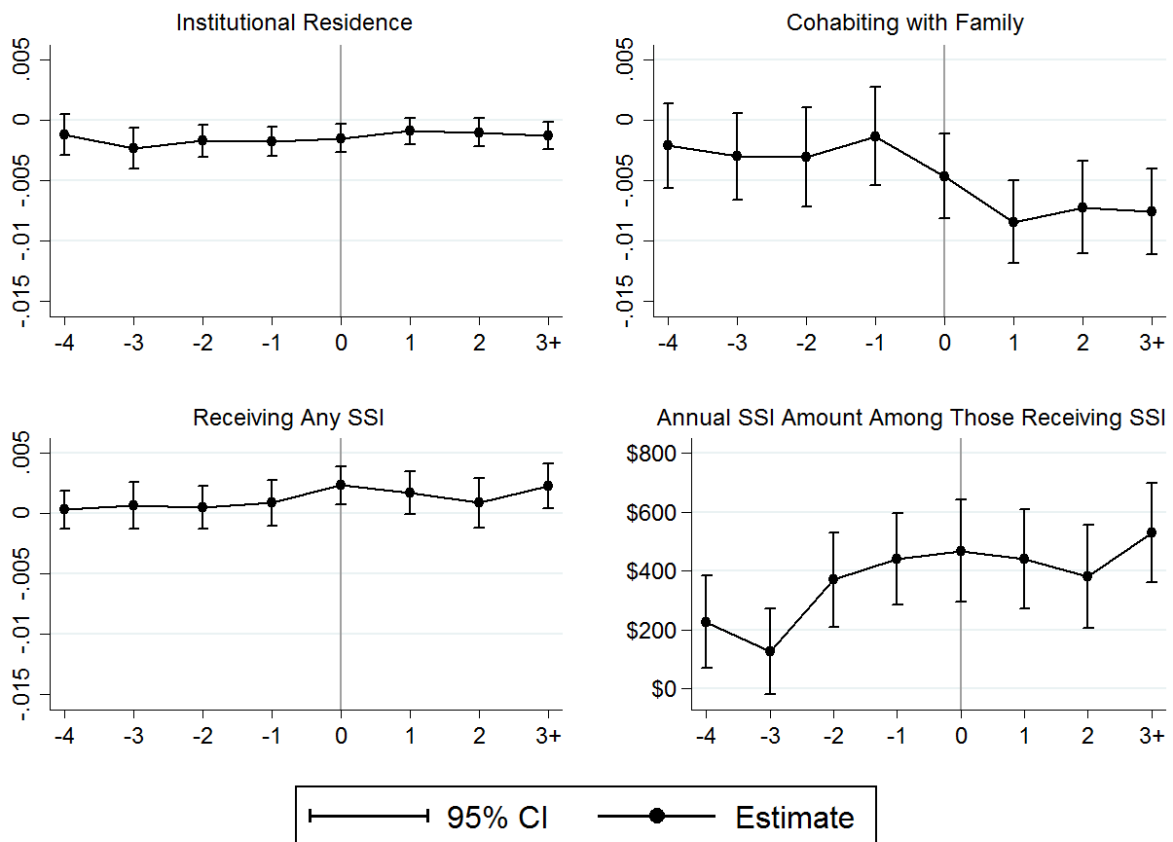 Institutional Residence
.005
0
-.005
-.01
-.015
-4 -3 -2 -1 0 1 2 3+
Cohabiting with Family
.005
0
-.005
-.01
-.015
-4 -3 -2 -1 0 1 2 3+
Receiving Any SSI
.005
0
-.005
-.01
-.015
-4 -3 -2 -1 0 1 2 3+
Annual SSI Amount Among Those Receiving SSI
$800
$600
$400
$200
$0
-4 -3 -2 -1 0 1 2 3+
95% CI Estimate